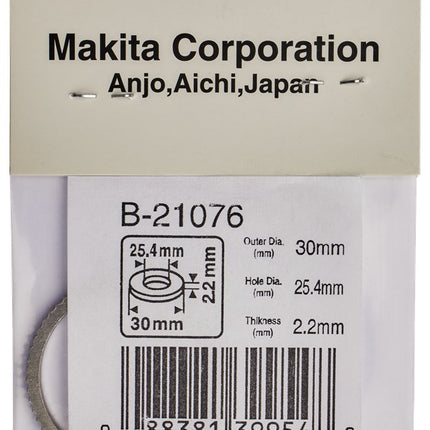 Makita Corporation
Anjo,Aichi,Japan
B-21076
25.4mm
2.2mm
30mm
Outer Dia. (mm) 30mm
Hole Dia. (mm) 25.4mm
Thikness (mm) 2.2mm